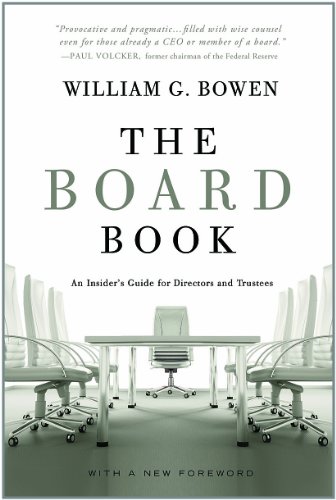 "Provocative and pragmatic...filled with wise counsel
even for those already a CEO or member of a board."
—PAUL VOLCKER, former chairman of the Federal Reserve
WILLIAM G. BOWEN
THE
BOARD
BOOK
An Insider's Guide for Directors and Trustees
WITH A NEW FOREWORD